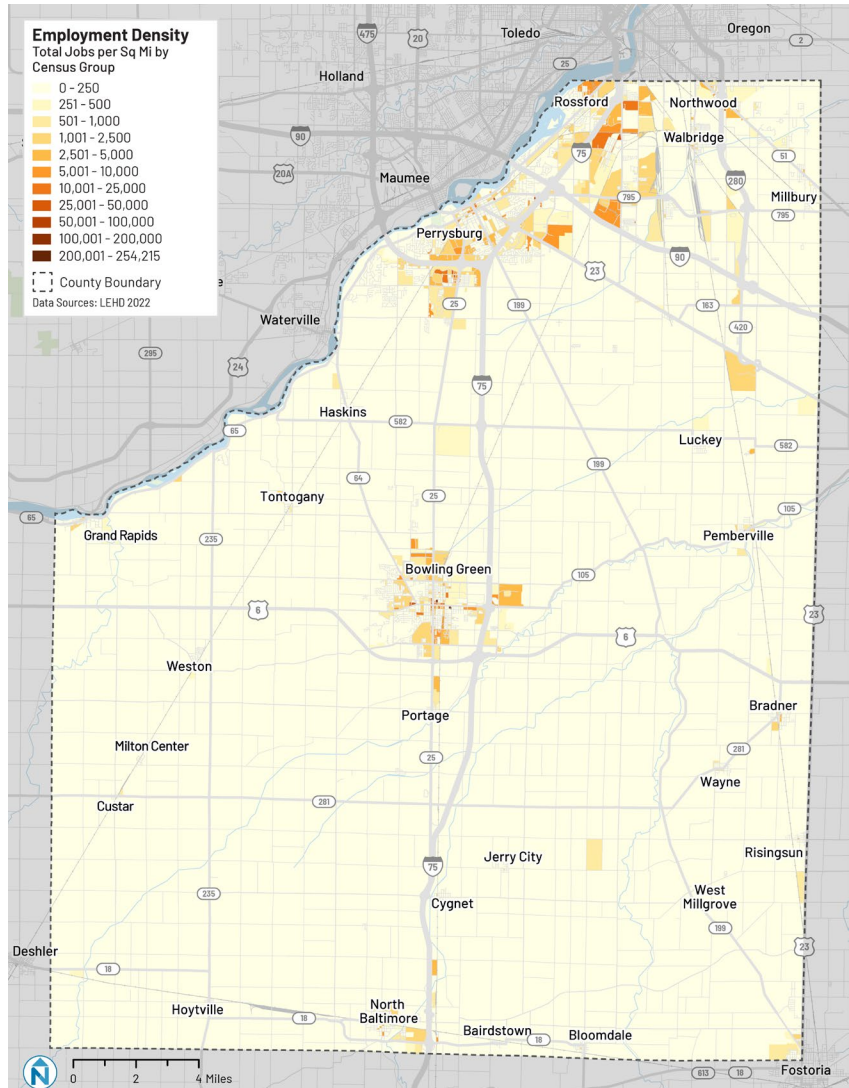 Employment Density
Total Jobs per Sq Mi by
Census Group
0 - 250
251 - 500
501 - 1,000
1,001 - 2,500
2,501 - 5,000
5,001 - 10,000
10,001 - 25,000
25,001 - 50,000
50,001 - 100,000
100,001 - 200,000
200,001 - 254,215
County Boundary
Data Sources: LEHD 2022
475
20
Toledo
Oregon
2
Holland
25
Rossford
Northwood
90
Walbridge
75
51
20A
Maumee
280
795
Millbury
795
Perrysburg
90
23
e
25
199
163
Waterville
420
295
24
75
Haskins
65
582
Luckey
582
199
64
Tontogany
25
105
65
Grand Rapids
235
Pemberville
Bowling Green
105
6
23
6
Weston
Bradner
Portage
Milton Center
281
25
Wayne
Custar
281
Jerry City
Risingsun
75
235
West
Millgrove
Cygnet
199
23
Deshler
18
Hoytville
North
Baltimore
18
Bairdstown
18
Bloomdale
Fostoria
613
18
N
0 2 4 Miles